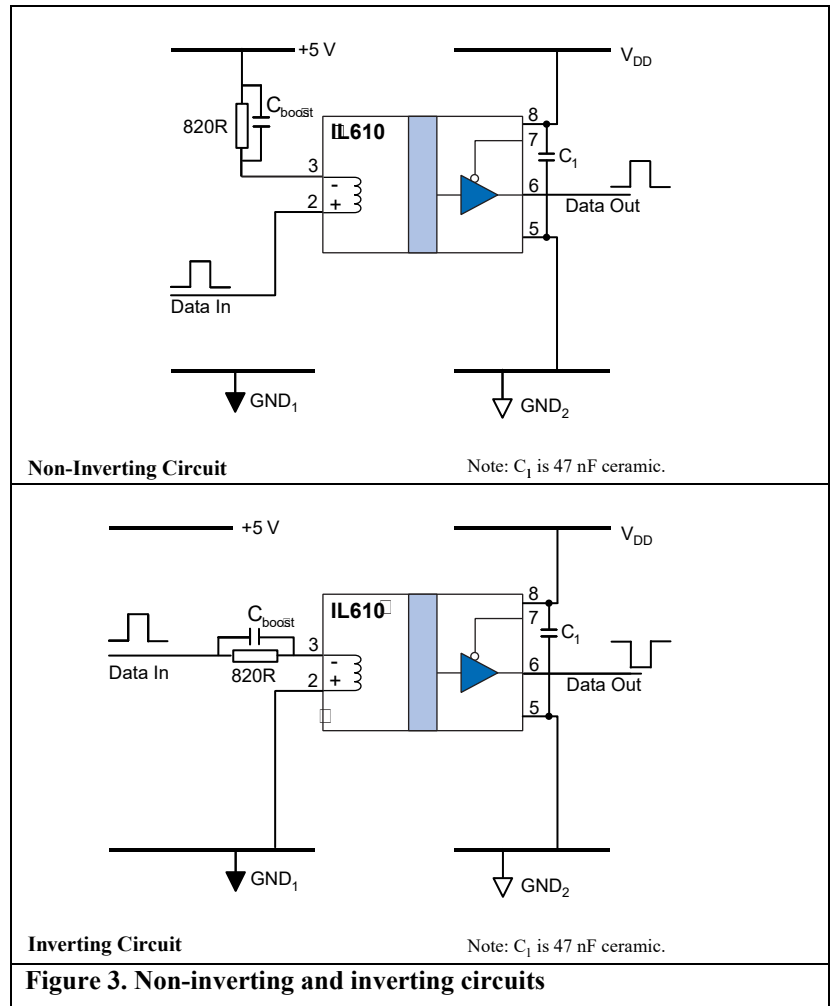 +5 V
V_DD
C_boost
820R
IL610
8
7
C_1
3
-
2
+
6
Data Out
5
Data In
GND_1
GND_2
Non-Inverting Circuit
Note: C_1 is 47 nF ceramic.
+5 V
V_DD
C_boost
IL610
8
7
C_1
3
-
Data In
820R
2
+
6
Data Out
5
GND_1
GND_2
Inverting Circuit
Note: C_1 is 47 nF ceramic.
Figure 3. Non-inverting and inverting circuits